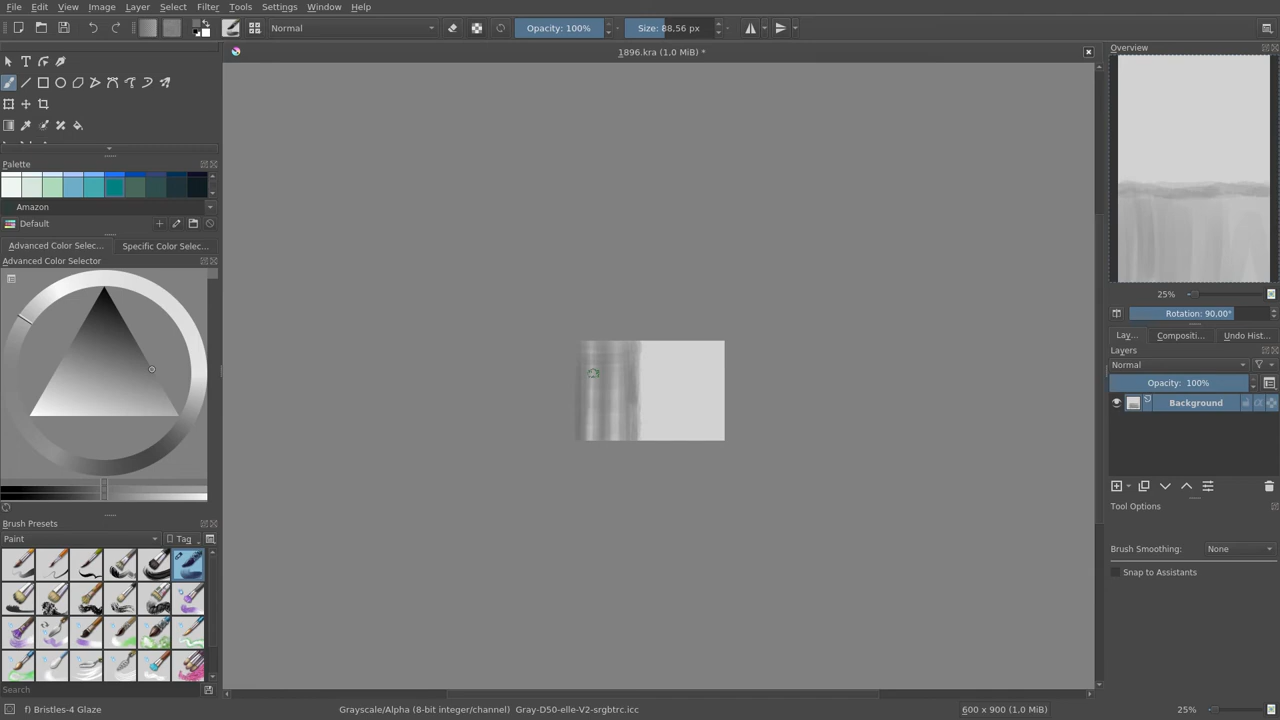 File Edit View Image Layer Select Filter Tools Settings Window Help
Normal Opacity: 100% Size: 88,56 px
1896.kra (1,0 MiB) *
Overview
25%
Rotation: 90,00°
Palette
Amazon
Default
Advanced Color Selec... Specific Color Selec...
Advanced Color Selector
Lay... Compositi... Undo Hist...
Layers
Normal
Opacity: 100%
Background
Tool Options
Brush Smoothing: None
Snap to Assistants
Brush Presets
Paint Tag
Search
f) Bristles-4 Glaze Grayscale/Alpha (8-bit integer/channel) Gray-D50-elle-V2-srgbtrc.icc 600 x 900 (1,0 MiB) 25%